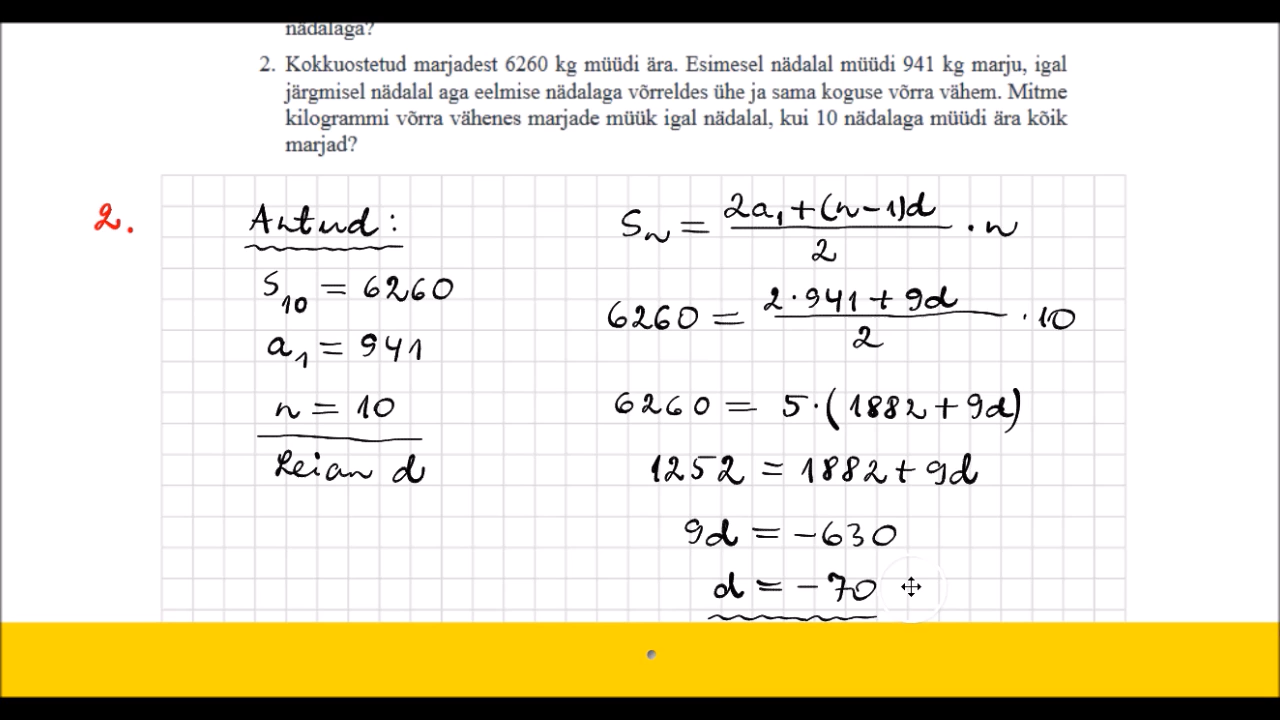 nädalaga?
2. Kokkuostetud marjadest 6260 kg müüdi ära. Esimesel nädalal müüdi 941 kg marju, igal
järgmisel nädalal aga eelmise nädalaga võrreldes ühe ja sama koguse võrra vähem. Mitme
kilogrammi võrra vähenes marjade müük igal nädalal, kui 10 nädalaga müüdi ära kõik
marjad?
2.
Antud:
S₁₀ = 6260
a₁ = 941
n = 10
Leian d
Sₙ = (2a₁ + (n - 1)d)/2 · n
6260 = (2 · 941 + 9d)/2 · 10
6260 = 5 · (1882 + 9d)
1252 = 1882 + 9d
9d = -630
d = -70